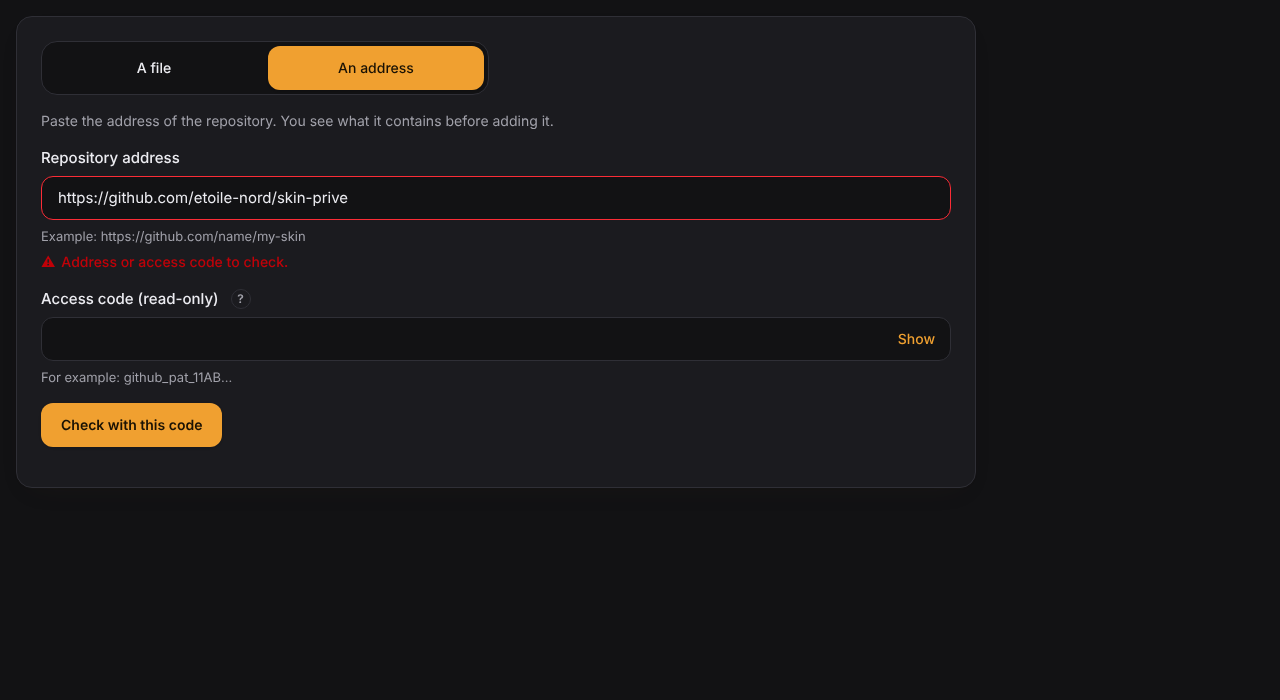 A file
An address
Paste the address of the repository. You see what it contains before adding it.
Repository address
https://github.com/etoile-nord/skin-prive
Example: https://github.com/name/my-skin
Address or access code to check.
Access code (read-only) ?
Show
For example: github_pat_11AB…
Check with this code